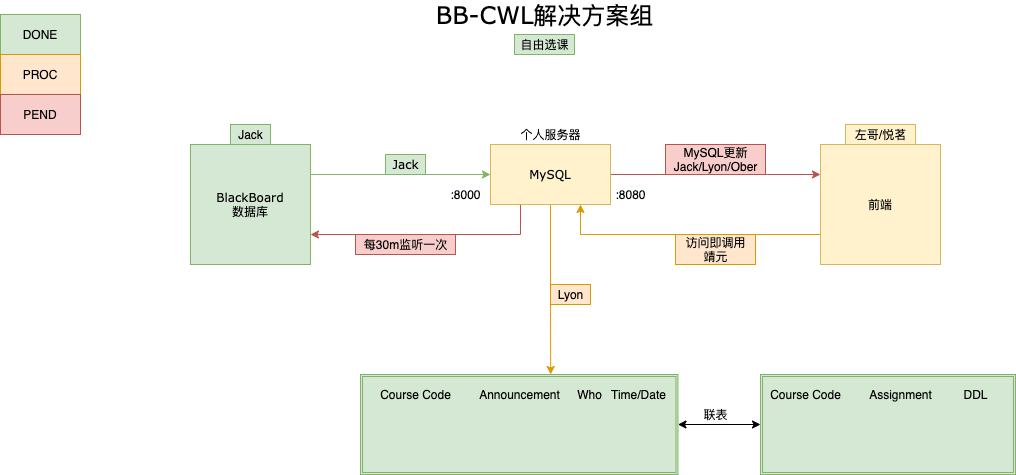 BB-CWL解决方案组
自由选课
DONE
PROC
PEND
Jack
BlackBoard
数据库
Jack
个人服务器
MySQL
:8000
:8080
每30m监听一次
MySQL更新
Jack/Lyon/Ober
左哥/悦茗
前端
访问即调用
靖元
Lyon
Course Code Announcement Who Time/Date
联表
Course Code Assignment DDL